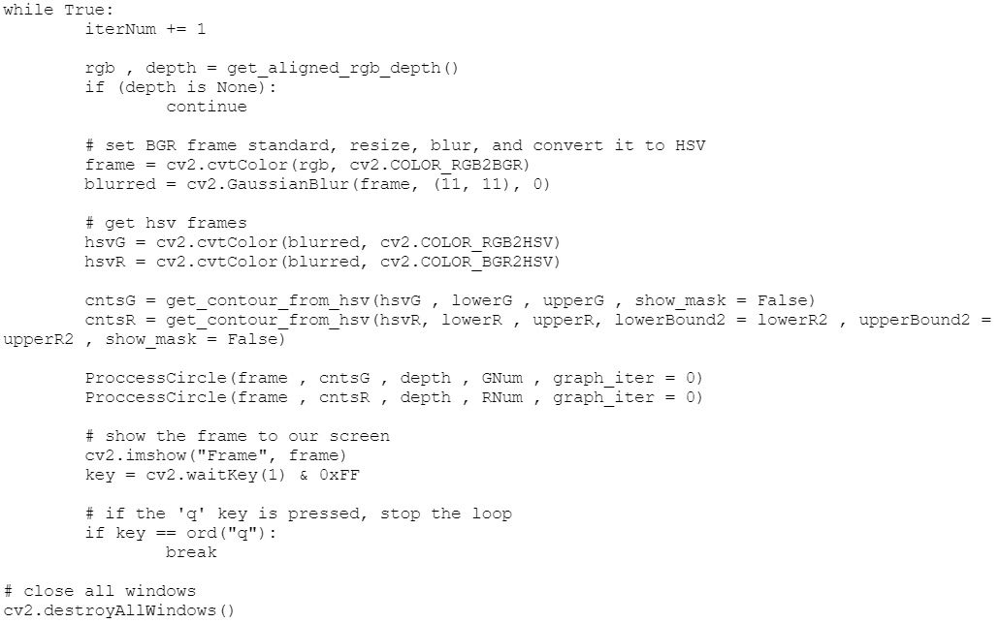 while True:
        iterNum += 1

        rgb , depth = get_aligned_rgb_depth()
        if (depth is None):
                continue

        # set BGR frame standard, resize, blur, and convert it to HSV
        frame = cv2.cvtColor(rgb, cv2.COLOR_RGB2BGR)
        blurred = cv2.GaussianBlur(frame, (11, 11), 0)

        # get hsv frames
        hsvG = cv2.cvtColor(blurred, cv2.COLOR_RGB2HSV)
        hsvR = cv2.cvtColor(blurred, cv2.COLOR_BGR2HSV)

        cntsG = get_contour_from_hsv(hsvG , lowerG , upperG , show_mask = False)
        cntsR = get_contour_from_hsv(hsvR, lowerR , upperR, lowerBound2 = lowerR2 , upperBound2 =
upperR2 , show_mask = False)

        ProccessCircle(frame , cntsG , depth , GNum , graph_iter = 0)
        ProccessCircle(frame , cntsR , depth , RNum , graph_iter = 0)

        # show the frame to our screen
        cv2.imshow("Frame", frame)
        key = cv2.waitKey(1) & 0xFF

        # if the 'q' key is pressed, stop the loop
        if key == ord("q"):
                break

# close all windows
cv2.destroyAllWindows()